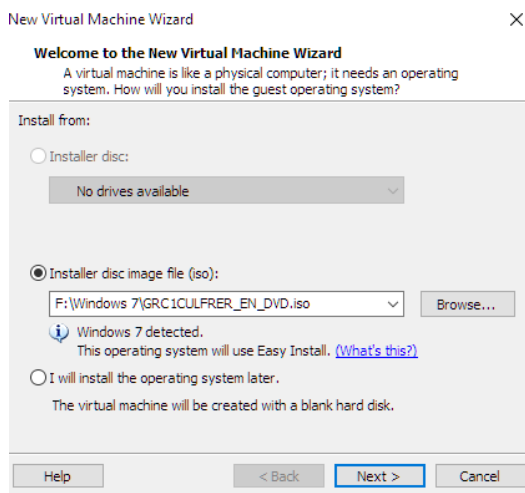 New Virtual Machine Wizard
Welcome to the New Virtual Machine Wizard
A virtual machine is like a physical computer; it needs an operating
system. How will you install the guest operating system?
Install from:
Installer disc:
No drives available
Installer disc image file (iso):
F:\Windows 7\GRC1CULFRER_EN_DVD.iso
Browse...
Windows 7 detected.
This operating system will use Easy Install. (What's this?)
I will install the operating system later.
The virtual machine will be created with a blank hard disk.
Help
< Back
Next >
Cancel